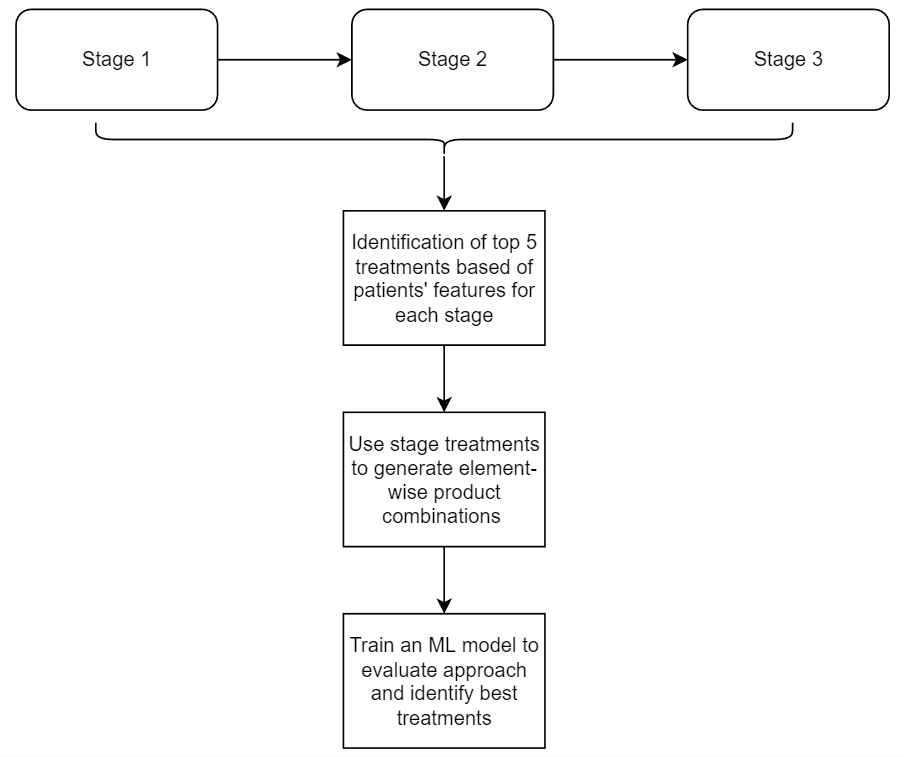 Stage 1
Stage 2
Stage 3
Identification of top 5
treatments based of
patients' features for
each stage
Use stage treatments
to generate element-
wise product
combinations
Train an ML model to
evaluate approach
and identify best
treatments